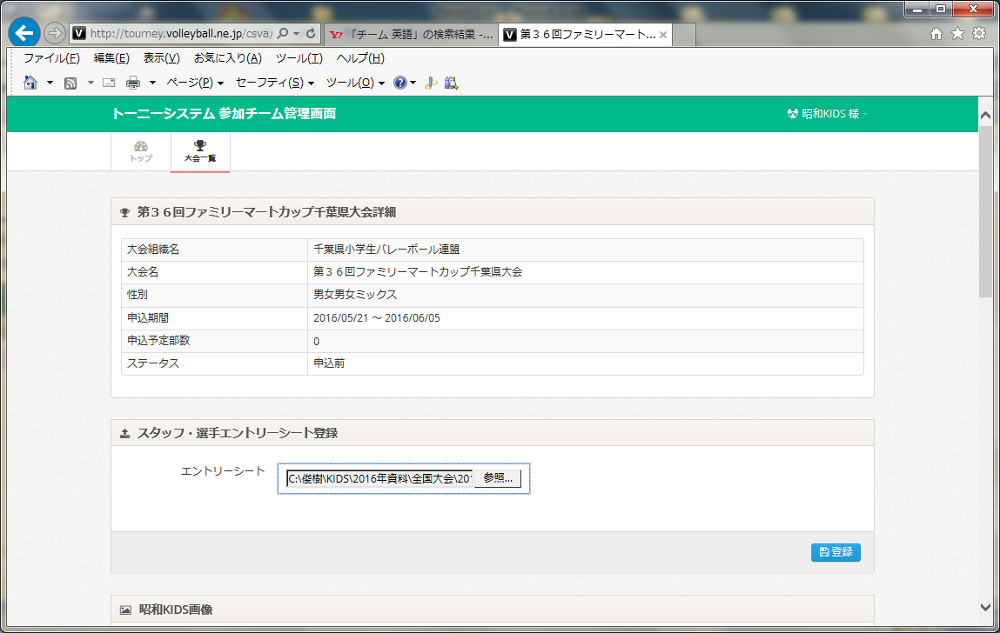 http://tourney.volleyball.ne.jp/csva/
「チーム 英語」の検索結果 -...
第３６回ファミリーマート...
ファイル(F) 編集(E) 表示(V) お気に入り(A) ツール(T) ヘルプ(H)
ページ(P) セーフティ(S) ツール(O)
トーニーシステム 参加チーム管理画面
昭和KIDS 様
トップ
大会一覧
第３６回ファミリーマートカップ千葉県大会詳細
大会組織名 千葉県小学生バレーボール連盟
大会名 第３６回ファミリーマートカップ千葉県大会
性別 男女男女ミックス
申込期間 2016/05/21 ～ 2016/06/05
申込予定部数 0
ステータス 申込前
スタッフ・選手エントリーシート登録
エントリーシート C:\俊樹\KIDS\2016年資料\全国大会\201 参照...
登録
昭和KIDS画像